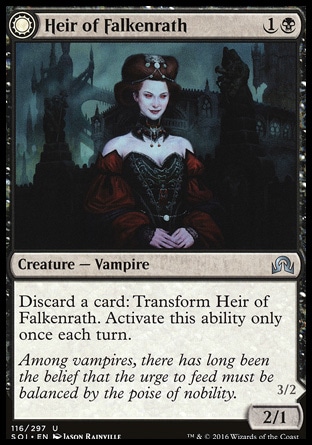 Heir of Falkenrath 1
Creature — Vampire
Discard a card: Transform Heir of
Falkenrath. Activate this ability only
once each turn.
Among vampires, there has long been
the belief that the urge to feed must be
balanced by the poise of nobility.
3/2
2/1
116/297 U
SOI • EN Jason Rainville
™ & © 2016 Wizards of the Coast